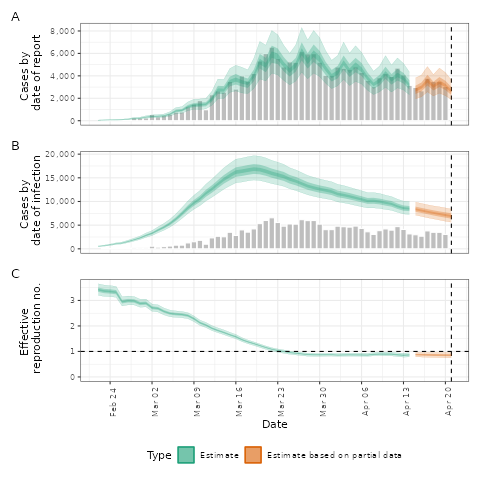 A
Cases by
date of report
8,000
6,000
4,000
2,000
0
B
Cases by
date of infection
20,000
15,000
10,000
5,000
0
C
Effective
reproduction no.
3
2
1
0
Feb 24
Mar 02
Mar 09
Mar 16
Mar 23
Mar 30
Apr 06
Apr 13
Apr 20
Date
Type
Estimate
Estimate based on partial data